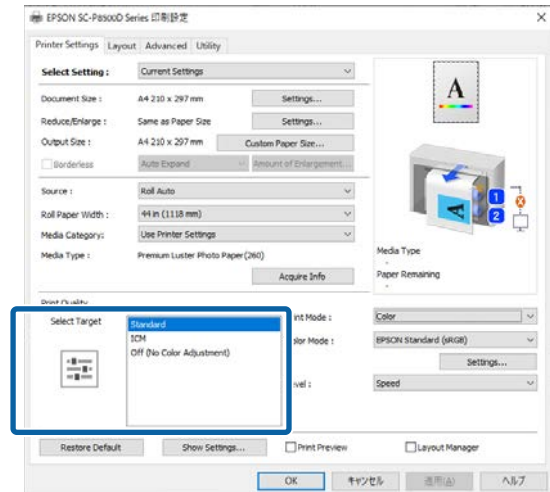 EPSON SC-P8500D Series 印刷設定
Printer Settings Layout Advanced Utility
Select Setting : Current Settings
Document Size : A4 210 x 297 mm Settings...
Reduce/Enlarge : Same as Paper Size Settings...
Output Size : A4 210 x 297 mm Custom Paper Size...
Borderless Auto Expand Amount of Enlargement...
Source : Roll Auto
Roll Paper Width : 44 in (1118 mm)
Media Category: Use Printer Settings
Media Type : Premium Luster Photo Paper (260)
Acquire Info
A
A
1
2
Media Type
-
Paper Remaining
-
Print Quality
Select Target
Standard
ICM
Off (No Color Adjustment)
int Mode : Color
olor Mode : EPSON Standard (sRGB)
Settings...
evel : Speed
Restore Default Show Settings... Print Preview Layout Manager
OK キャンセル 適用(A) ヘルプ